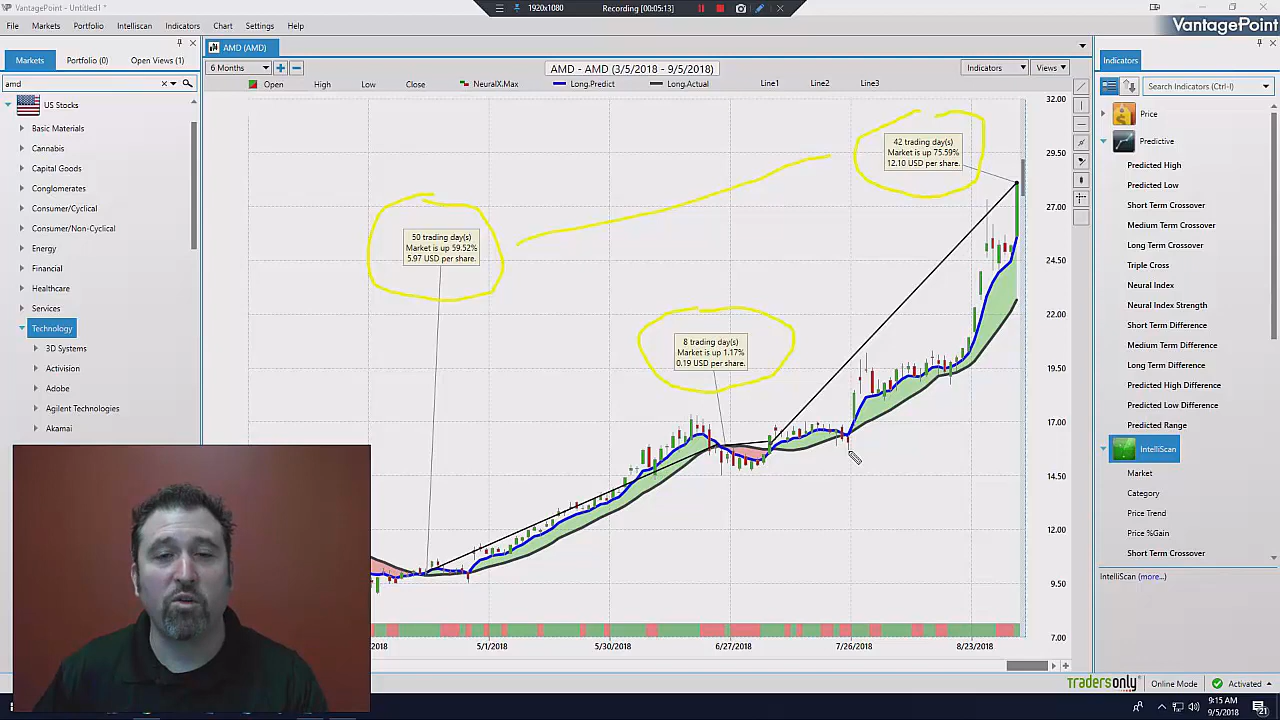 VantagePoint - Untitled1 *
1920x1080
Recording [00:05:13]
File
Markets
Portfolio
Intelliscan
Indicators
Chart
Settings
Help
VantagePoint
Markets
Portfolio (0)
Open Views (1)
AMD (AMD)
Indicators
amd
6 Months
AMD - AMD (3/5/2018 - 9/5/2018)
Indicators
Views
Search Indicators (Ctrl-I)
Open
High
Low
Close
NeuralX.Max
Long.Predict
Long.Actual
Line1
Line2
Line3
US Stocks
Basic Materials
Cannabis
Capital Goods
Conglomerates
Consumer/Cyclical
Consumer/Non-Cyclical
Energy
Financial
Healthcare
Services
Technology
3D Systems
Activision
Adobe
Agilent Technologies
Akamai
50 trading day(s)
Market is up 59.52%
5.97 USD per share.
8 trading day(s)
Market is up 1.17%
0.19 USD per share.
42 trading day(s)
Market is up 75.59%
12.10 USD per share.
32.00
29.50
27.00
24.50
22.00
19.50
17.00
14.50
12.00
9.50
7.00
2018
5/1/2018
5/30/2018
6/27/2018
7/26/2018
8/23/2018
Price
Predictive
Predicted High
Predicted Low
Short Term Crossover
Medium Term Crossover
Long Term Crossover
Triple Cross
Neural Index
Neural Index Strength
Short Term Difference
Medium Term Difference
Long Term Difference
Predicted High Difference
Predicted Low Difference
Predicted Range
IntelliScan
Market
Category
Price Trend
Price %Gain
Short Term Crossover
IntelliScan (more...)
tradersonly
Online Mode
Activated
9:15 AM
9/5/2018